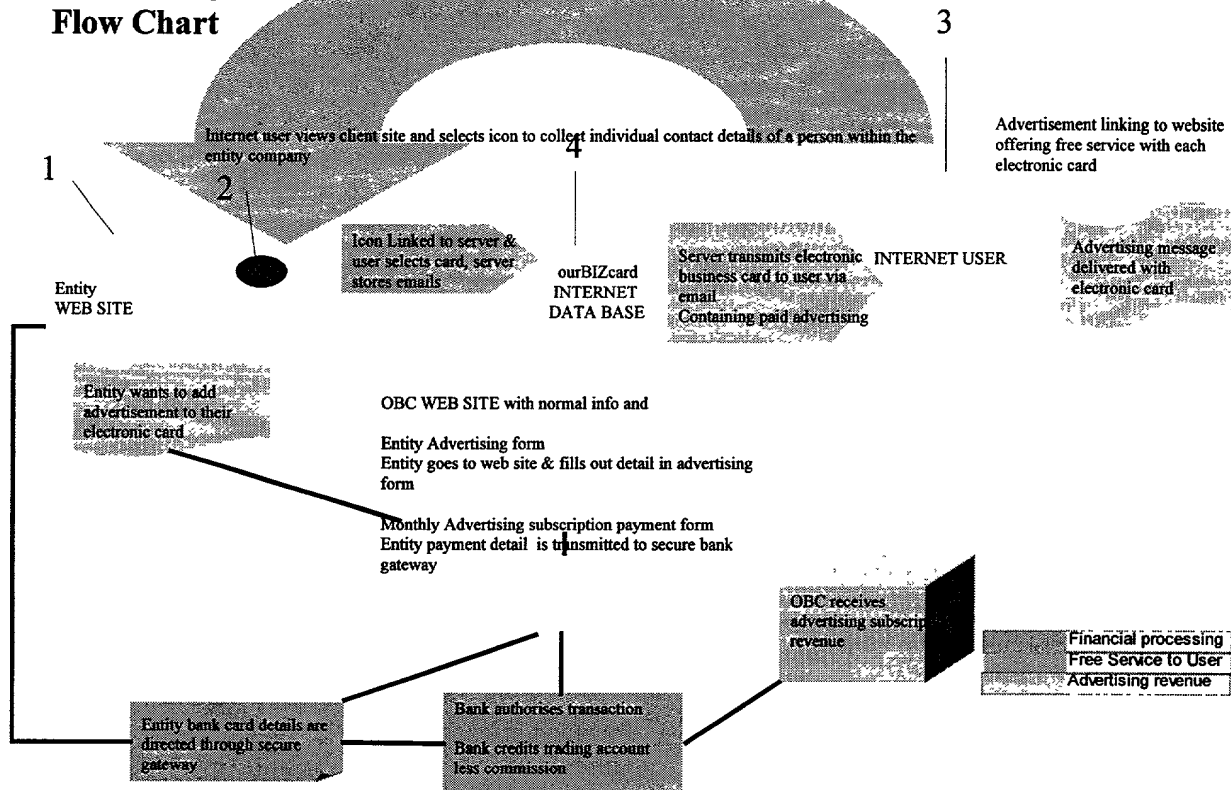 Flow Chart
3
Internet user views client site and selects icon to collect individual contact details of a person within the
entity company
4
Advertisement linking to website
offering free service with each
electronic card
1
2
Icon Linked to server &
user selects card, server
stores emails
ourBIZcard
INTERNET
DATA BASE
Server transmits electronic
business card to user via
email
Containing paid advertising
INTERNET USER
Advertising message
delivered with
electronic card
Entity
WEB SITE
Entity wants to add
advertisement to their
electronic card
OBC WEB SITE with normal info and
Entity Advertising form
Entity goes to web site & fills out detail in advertising
form
Monthly Advertising subscription payment form
Entity payment detail is transmitted to secure bank
gateway
OBC receives
advertising subscrip
revenue
Financial processing
Free Service to User
Advertising revenue
Entity bank card details are
directed through secure
gateway
Bank authorises transaction
Bank credits trading account
less commission